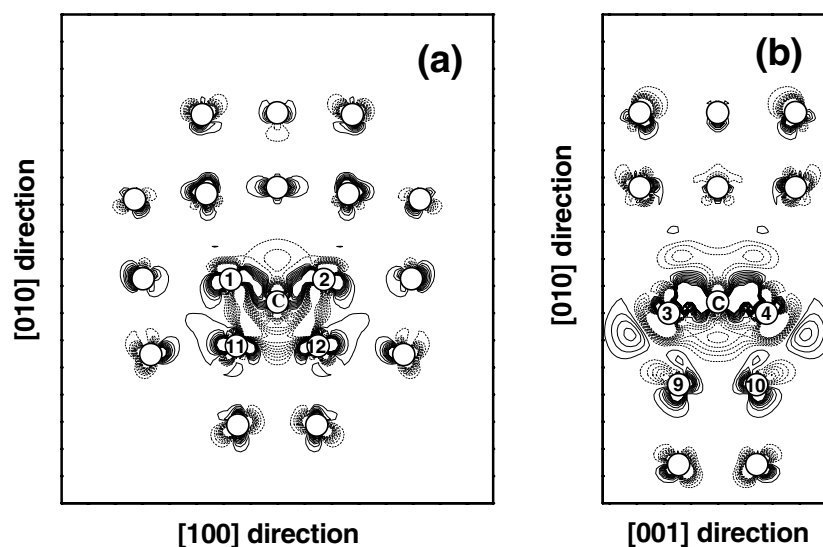 (a)
(b)
[010] direction
[010] direction
1
2
C
11
12
3
C
4
9
10
[100] direction
[001] direction